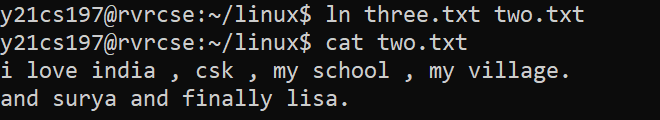 y21cs197@rvrcse:~/linux$ ln three.txt two.txt
y21cs197@rvrcse:~/linux$ cat two.txt
i love india , csk , my school , my village.
and surya and finally lisa.